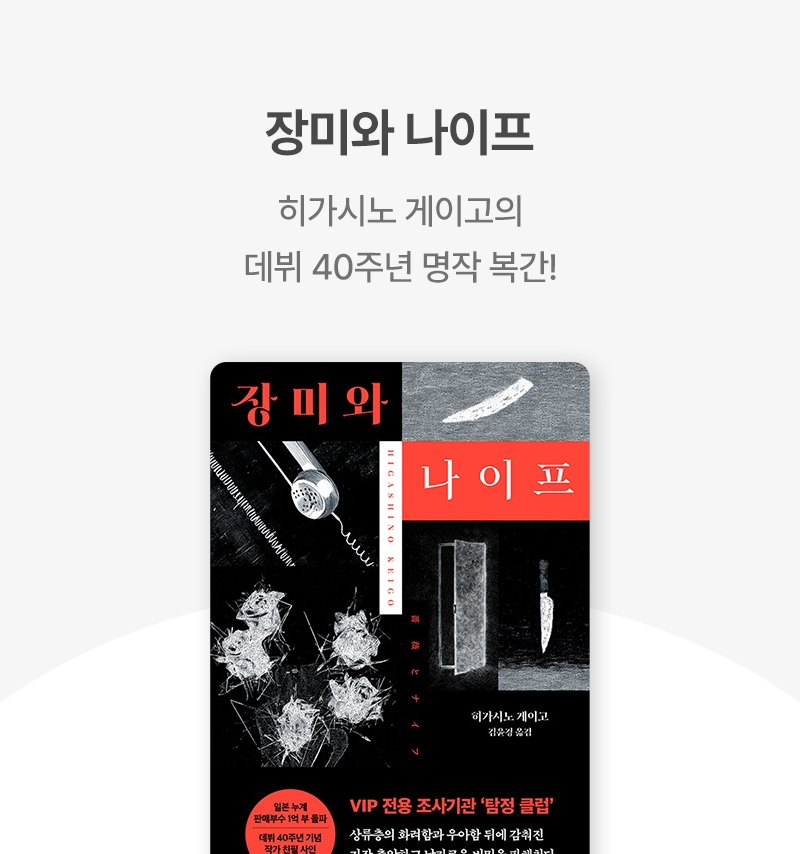 장미와 나이프
히가시노 게이고의
데뷔 40주년 명작 복간!
장미와
나이프
HIGASHINO KEIGO
薔薇とナイフ
히가시노 게이고
김윤경 옮김
일본 누계
판매부수 1억 부 돌파
데뷔 40주년 기념
작가 친필 사인
VIP 전용 조사기관 ‘탐정 클럽’
상류층의 화려함과 우아함 뒤에 감춰진